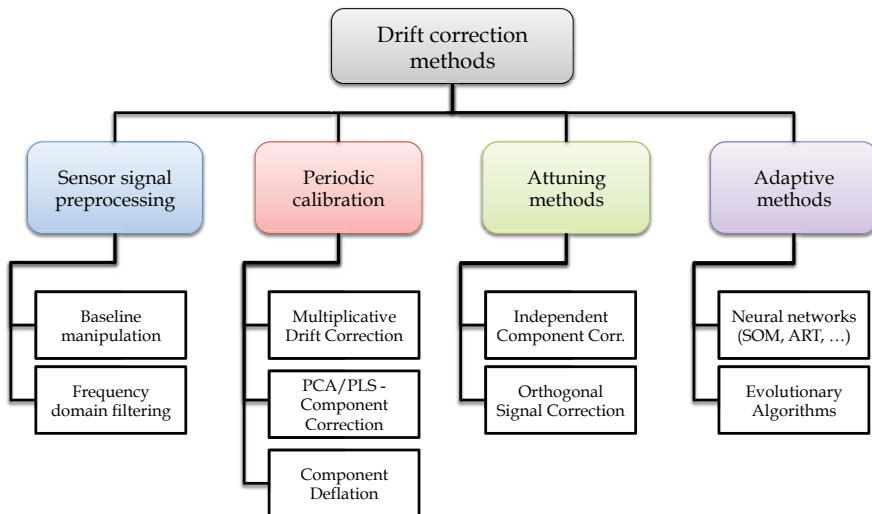 Drift correction
methods
Sensor signal
preprocessing
Periodic
calibration
Attuning
methods
Adaptive
methods
Baseline
manipulation
Frequency
domain filtering
Multiplicative
Drift Correction
PCA/PLS -
Component
Correction
Component
Deflation
Independent
Component Corr.
Orthogonal
Signal Correction
Neural networks
(SOM, ART, ...)
Evolutionary
Algorithms